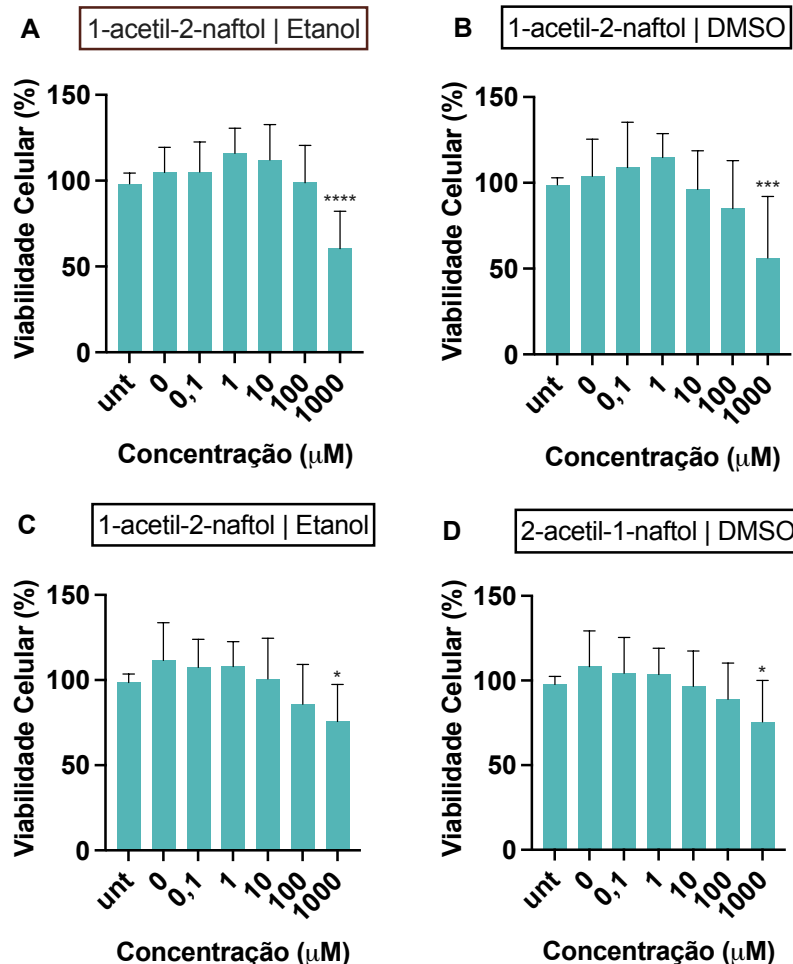 A
1-acetil-2-naftol | Etanol
Viabilidade Celular (%)
150
100
50
0
****
unt 0 0,1 1 10 100 1000
Concentração (μM)
B
1-acetil-2-naftol | DMSO
Viabilidade Celular (%)
150
100
50
0
***
unt 0 0,1 1 10 100 1000
Concentração (μM)
C
1-acetil-2-naftol | Etanol
Viabilidade Celular (%)
150
100
50
0
*
unt 0 0,1 1 10 100 1000
Concentração (μM)
D
2-acetil-1-naftol | DMSO
Viabilidade Celular (%)
150
100
50
0
*
unt 0 0,1 1 10 100 1000
Concentração (μM)